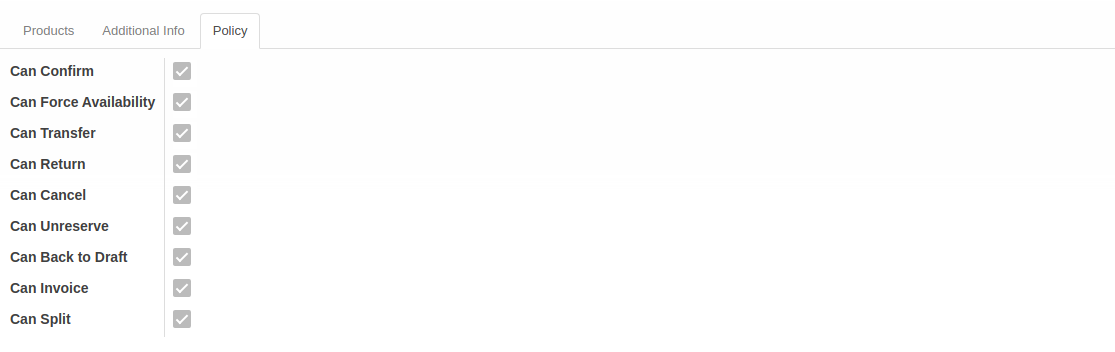 Products Additional Info Policy
Can Confirm
Can Force Availability
Can Transfer
Can Return
Can Cancel
Can Unreserve
Can Back to Draft
Can Invoice
Can Split